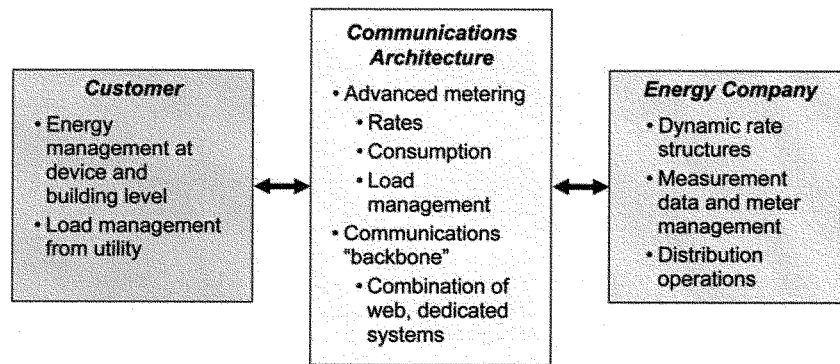 Customer
• Energy
management at
device and
building level
• Load management
from utility
Communications
Architecture
• Advanced metering
• Rates
• Consumption
• Load
management
• Communications
“backbone”
• Combination of
web, dedicated
systems
Energy Company
• Dynamic rate
structures
• Measurement
data and meter
management
• Distribution
operations